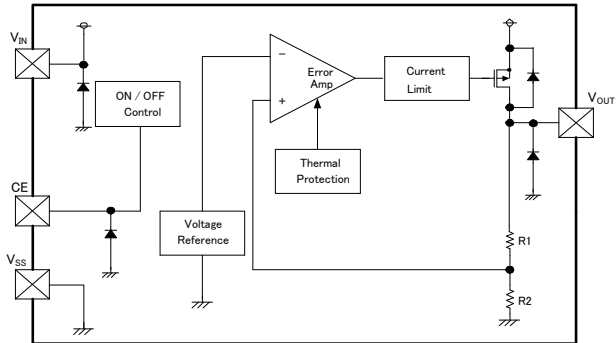 VIN
ON / OFF
Control
CE
VSS
Voltage
Reference
−
+
Error
Amp
Thermal
Protection
Current
Limit
VOUT
R1
R2